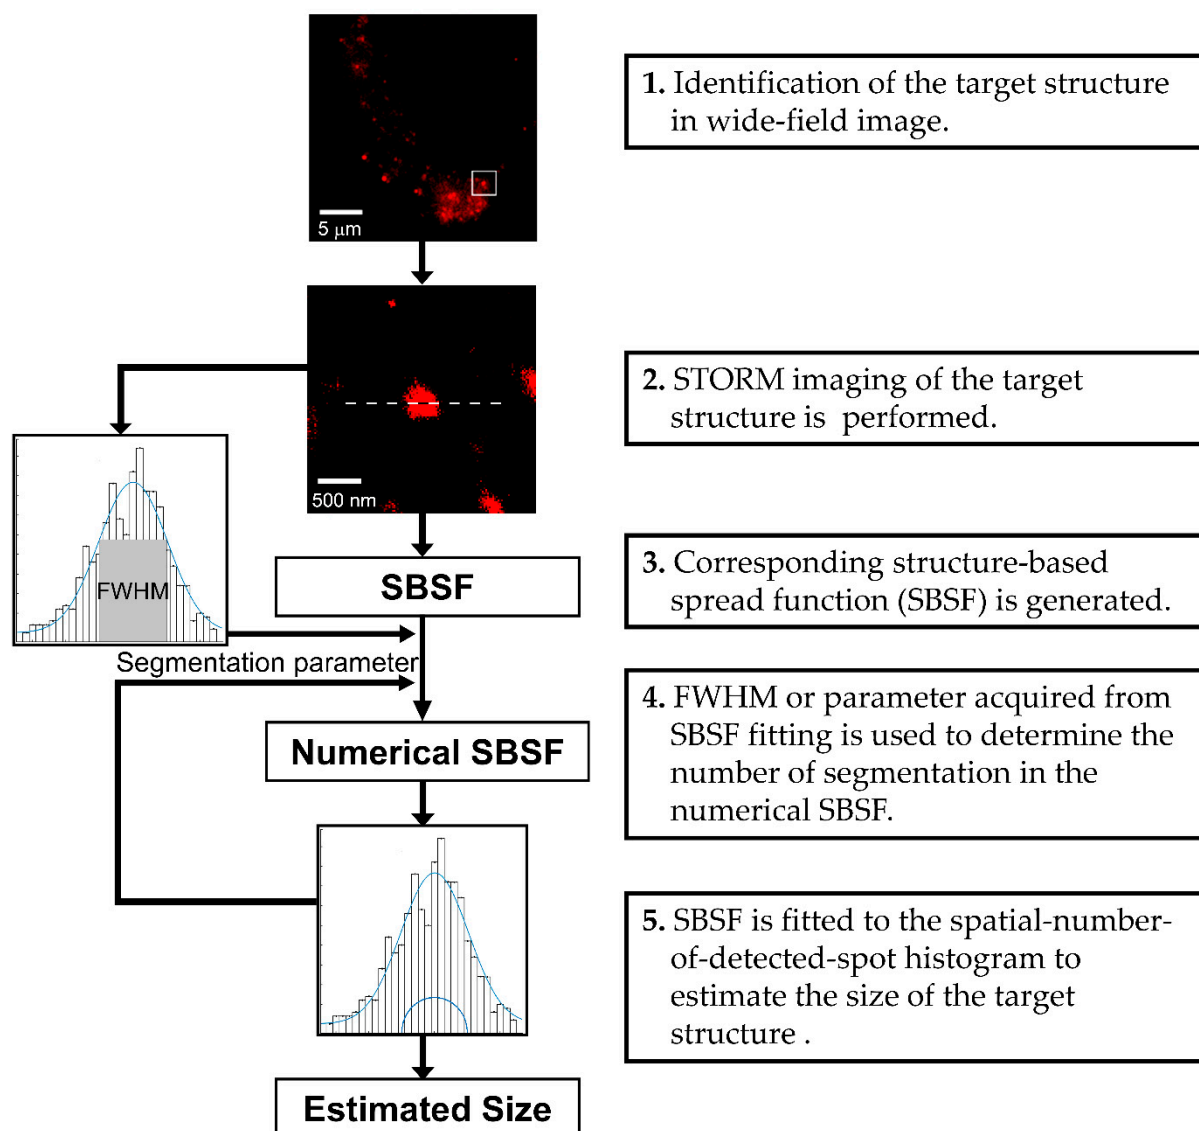 1. Identification of the target structure
in wide-field image.
5 μm
2. STORM imaging of the target
structure is performed.
500 nm
FWHM
SBSF
3. Corresponding structure-based
spread function (SBSF) is generated.
Segmentation parameter
4. FWHM or parameter acquired from
SBSF fitting is used to determine the
number of segmentation in the
numerical SBSF.
Numerical SBSF
5. SBSF is fitted to the spatial-number-
of-detected-spot histogram to
estimate the size of the target
structure .
Estimated Size